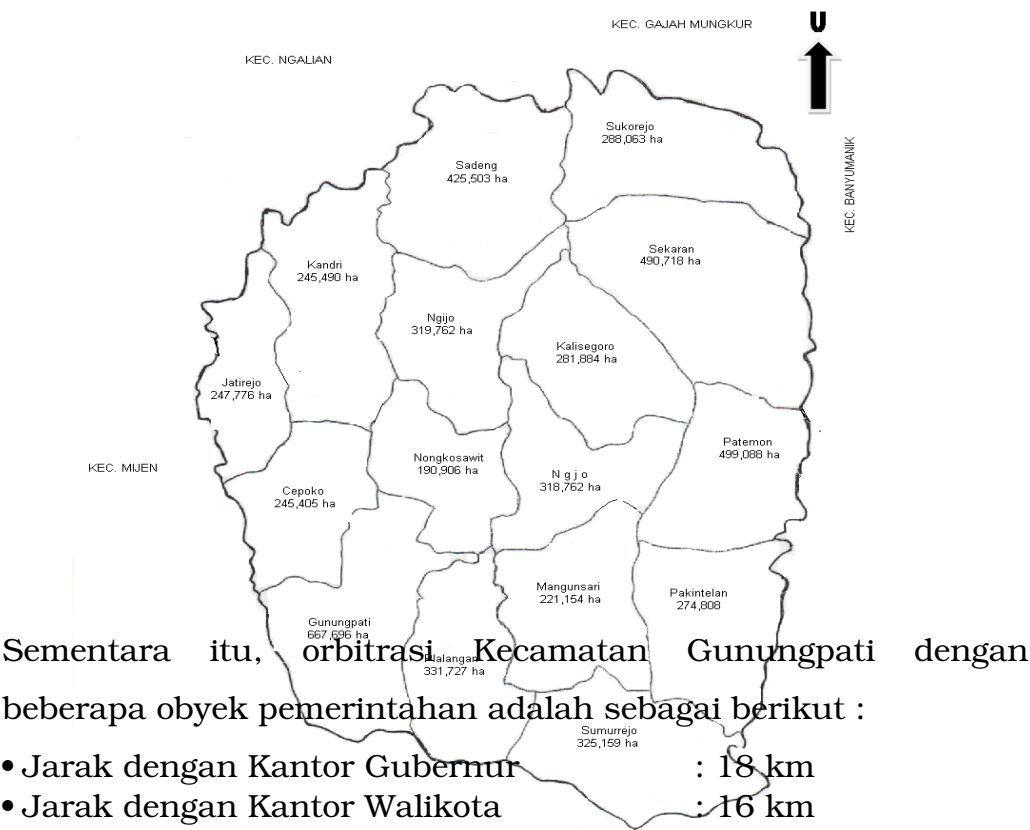 KEC. GAJAH MUNGKUR
U
KEC. NGALIAN
Sukorejo
288,063 ha
KEC. BANYUMANIK
Sadeng
425,503 ha
Sekaran
490,718 ha
Kandri
245,490 ha
Ngijo
319,762 ha
Kalisegoro
281,884 ha
Jatirejo
247,776 ha
Patemon
499,088 ha
KEC. MIJEN
Nongkosawit
190,906 ha
N g j o
318,762 ha
Cepoko
245,405 ha
Mangunsari
221,154 ha
Pakintelan
274,808
Gunungpati
667,696 ha
Plalangan
331,727 ha
Sumurrejo
325,159 ha
Sementara itu, orbitrasi Kecamatan Gunungpati dengan
beberapa obyek pemerintahan adalah sebagai berikut :
• Jarak dengan Kantor Gubernur : 18 km
• Jarak dengan Kantor Walikota : 16 km